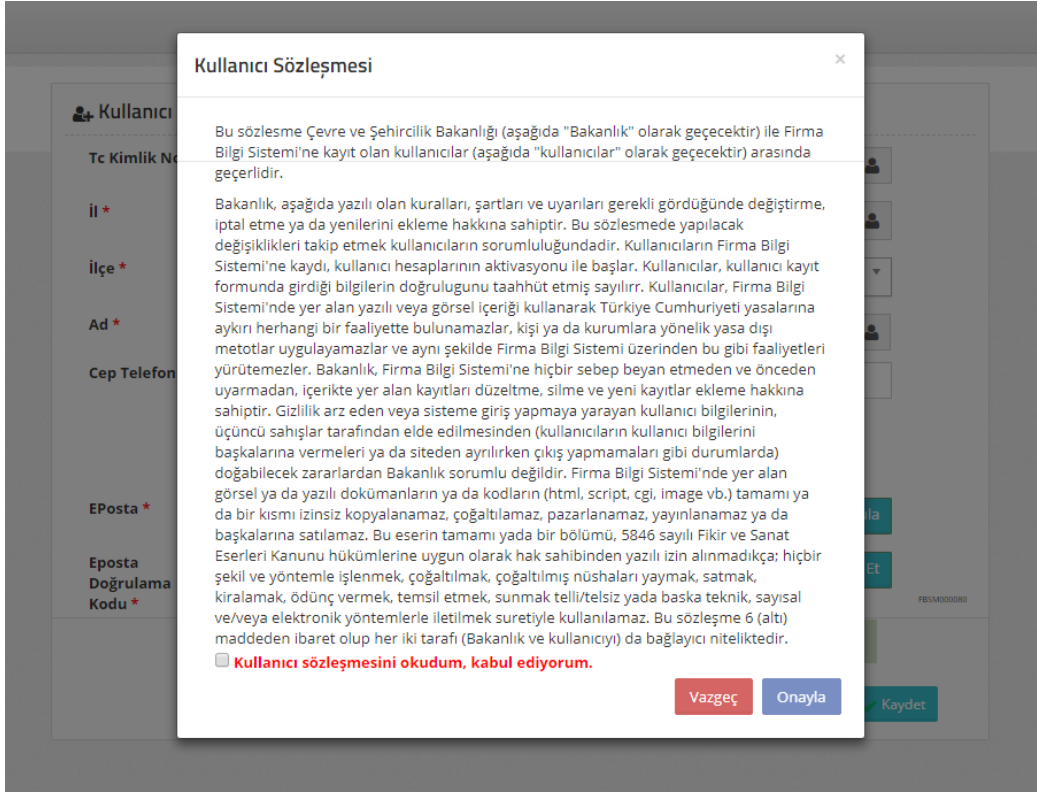 Kullanıcı Sözleşmesi
×
Kullanıcı
Bu sözlesme Çevre ve Şehircilik Bakanlığı (aşağıda "Bakanlık" olarak geçecektir) ile Firma
Bilgi Sistemi'ne kayıt olan kullanıcılar (aşağıda "kullanıcılar" olarak geçecektir) arasında
geçerlidir.
Tc Kimlik No
Bakanlık, aşağıda yazılı olan kuralları, şartları ve uyarıları gerekli gördüğünde değiştirme,
iptal etme ya da yenilerini ekleme hakkına sahiptir. Bu sözlesmede yapılacak
değişiklikleri takip etmek kullanıcıların sorumluluğundadir. Kullanıcıların Firma Bilgi
Sistemi'ne kaydı, kullanıcı hesaplarının aktivasyonu ile başlar. Kullanıcılar, kullanıcı kayıt
formunda girdiği bilgilerin doğrulugunu taahhüt etmiş sayılırr. Kullanıcılar, Firma Bilgi
Sistemi'nde yer alan yazılı veya görsel içeriği kullanarak Türkiye Cumhuriyeti yasalarına
aykırı herhangi bir faaliyette bulunamazlar, kişi ya da kurumlara yönelik yasa dışı
metotlar uygulayamazlar ve aynı şekilde Firma Bilgi Sistemi üzerinden bu gibi faaliyetleri
yürütemezler. Bakanlık, Firma Bilgi Sistemi'ne hiçbir sebep beyan etmeden ve önceden
uyarmadan, içerikte yer alan kayıtları düzeltme, silme ve yeni kayıtlar ekleme hakkına
sahiptir. Gizlilik arz eden veya sisteme giriş yapmaya yarayan kullanıcı bilgilerinin,
üçüncü sahışlar tarafından elde edilmesinden (kullanıcıların kullanıcı bilgilerini
başkalarına vermeleri ya da siteden ayrılırken çıkış yapmamaları gibi durumlarda)
doğabilecek zararlardan Bakanlık sorumlu değildir. Firma Bilgi Sistemi'nde yer alan
görsel ya da yazılı dokümanların ya da kodların (html, script, cgi, image vb.) tamamı ya
da bir kısmı izinsiz kopyalanamaz, çoğaltılamaz, pazarlanamaz, yayınlanamaz ya da
başkalarına satılamaz. Bu eserin tamamı yada bir bölümü, 5846 sayılı Fikir ve Sanat
Eserleri Kanunu hükümlerine uygun olarak hak sahibinden yazılı izin alınmadıkça; hiçbir
şekil ve yöntemle işlenmek, çoğaltılmak, çoğaltılmış nüshaları yaymak, satmak,
kiralamak, ödünç vermek, temsil etmek, sunmak telli/telsiz yada baska teknik, sayısal
ve/veya elektronik yöntemlerle iletilmek suretiyle kullanılamaz. Bu sözleşme 6 (altı)
maddeden ibaret olup her iki tarafı (Bakanlık ve kullanıcıyı) da bağlayıcı niteliktedir.
İl *
İlçe *
Ad *
Cep Telefon
EPosta *
la
Eposta
Doğrulama
Kodu *
Et
FBSM000080
Kullanıcı sözleşmesini okudum, kabul ediyorum.
Vazgeç
Onayla
Kaydet